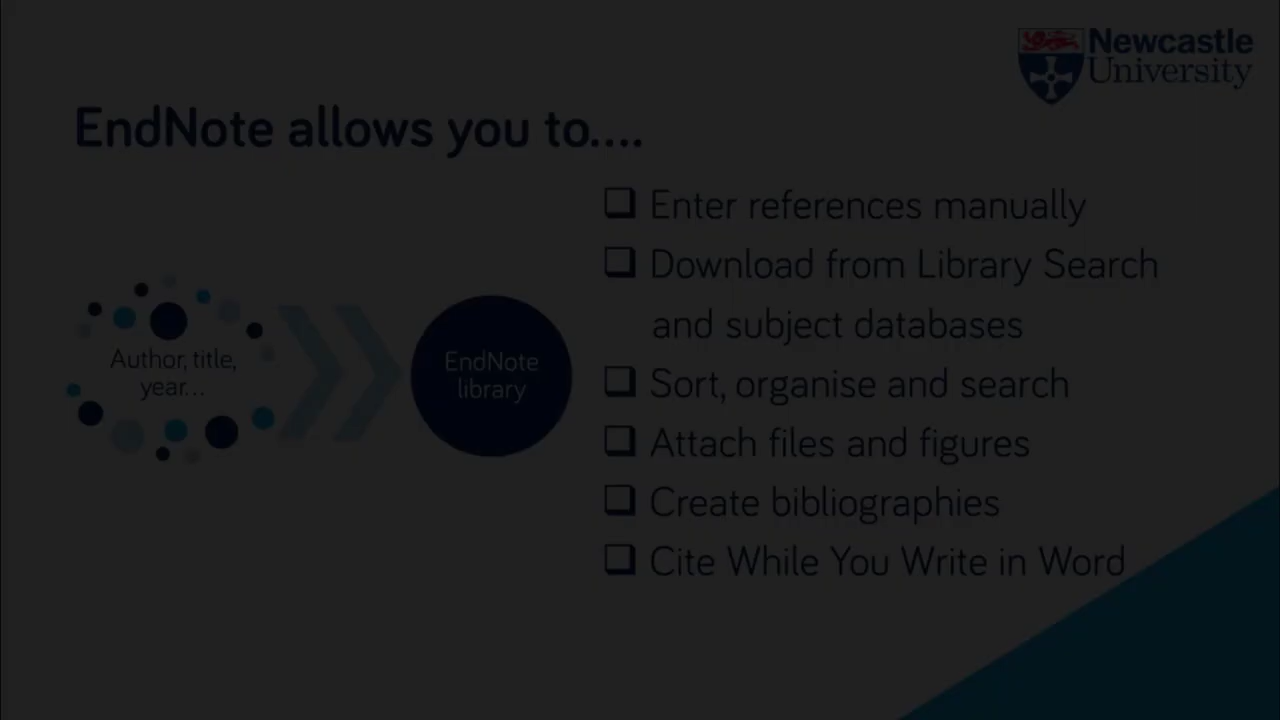 Newcastle
University
EndNote allows you to....
Enter references manually
Download from Library Search
and subject databases
Sort, organise and search
Attach files and figures
Create bibliographies
Cite While You Write in Word
Author, title,
year...
EndNote
library